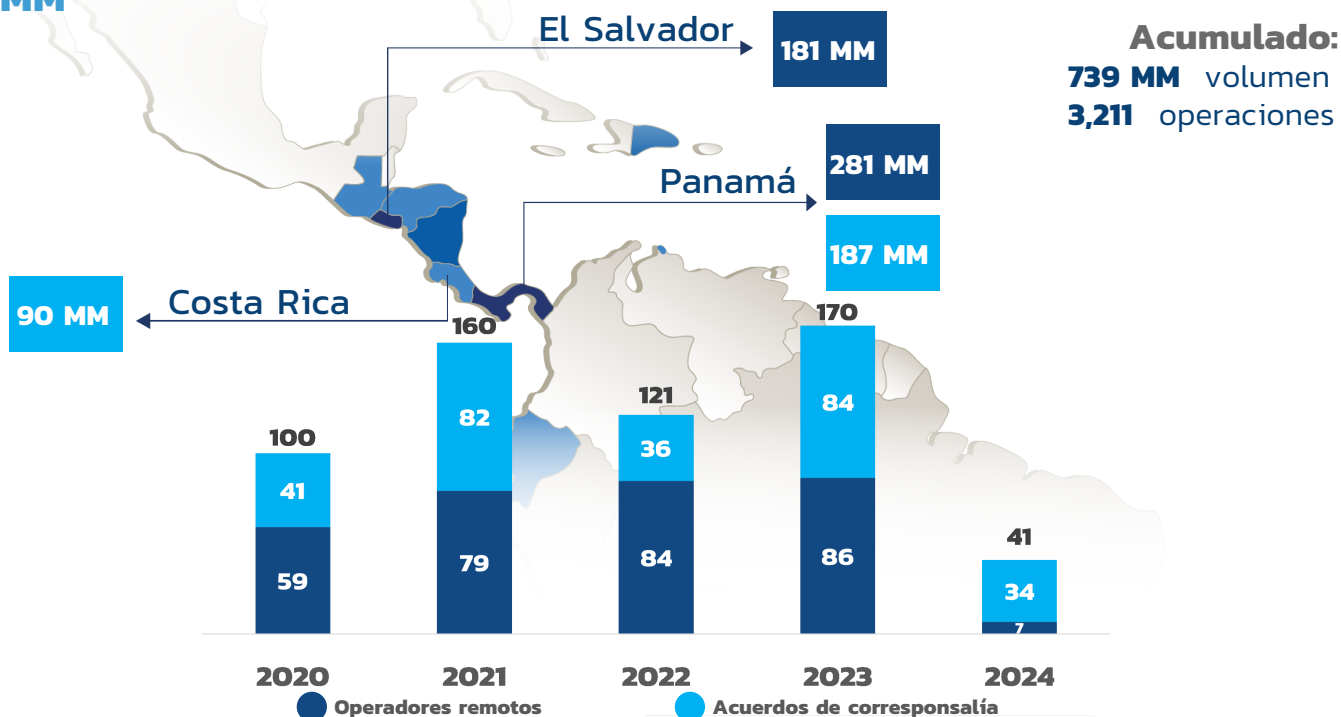 MM
El Salvador
181 MM
Acumulado:
739 MM volumen
3,211 operaciones
Panamá
281 MM
187 MM
Costa Rica
90 MM
100
41
59
160
82
79
121
36
84
170
84
86
41
34
7
2020 2021 2022 2023 2024
Operadores remotos Acuerdos de corresponsalía